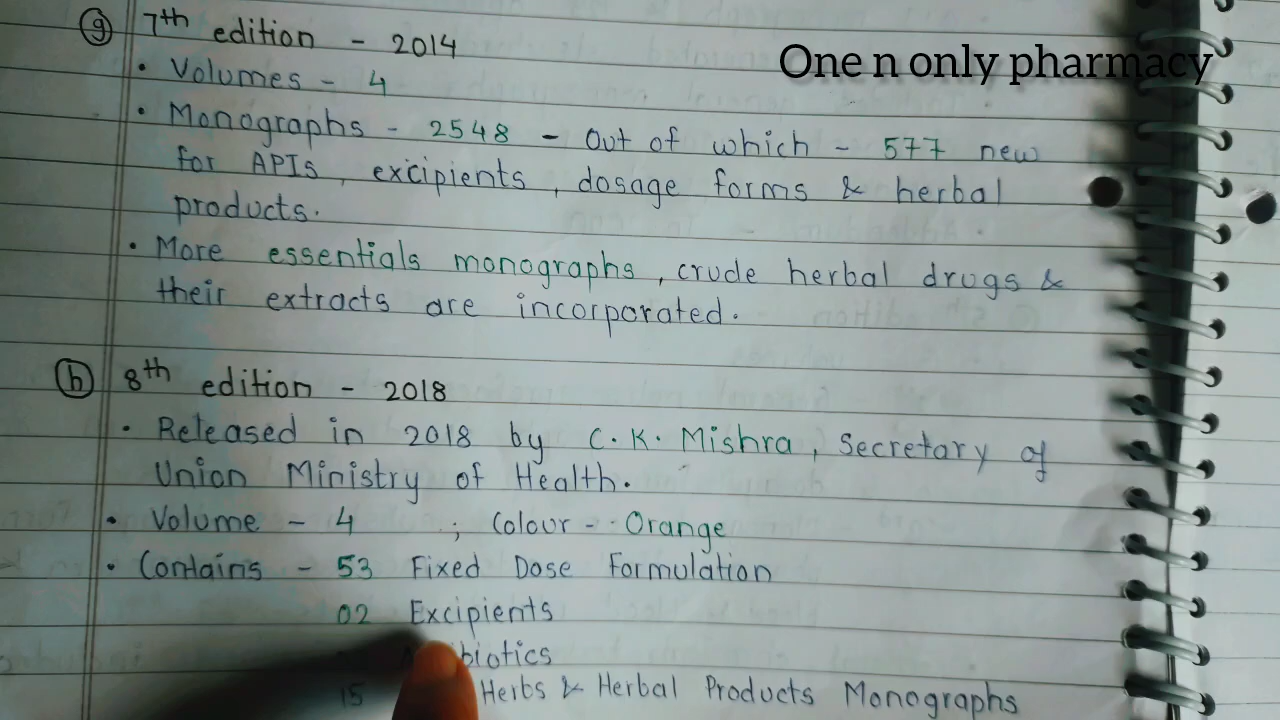 One n only pharmacy
(g) 7th edition - 2014
• Volumes - 4
• Monographs - 2548 - Out of which - 577 new
for APIs, excipients, dosage forms & herbal
products.
• More essentials monographs, crude herbal drugs &
their extracts are incorporated.
(h) 8th edition - 2018
• Released in 2018 by C.K. Mishra, Secretary of
Union Ministry of Health.
• Volume - 4 ; Colour - Orange
• Contains - 53 Fixed Dose Formulation
02 Excipients
biotics
15 Herbs & Herbal Products Monographs